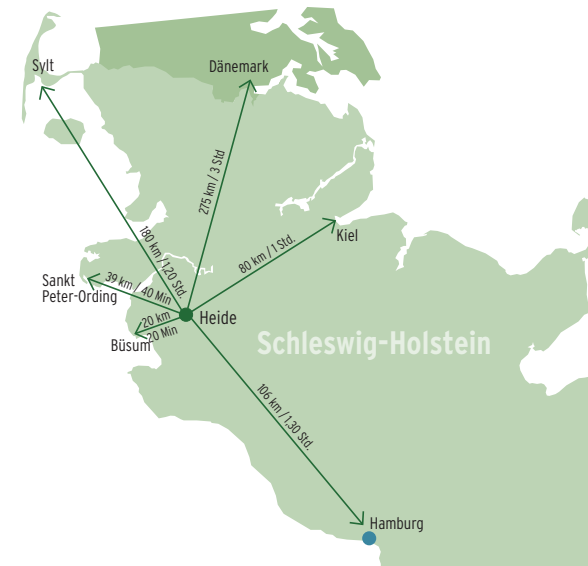 Sylt
Dänemark
275 km / 3 Std
180 km / 1,20 Std.
80 km / 1 Std.
Kiel
Sankt
Peter-Ording
39 km / 40 Min
20 km
20 Min
Heide
Büsum
Schleswig-Holstein
106 km / 1,30 Std.
Hamburg